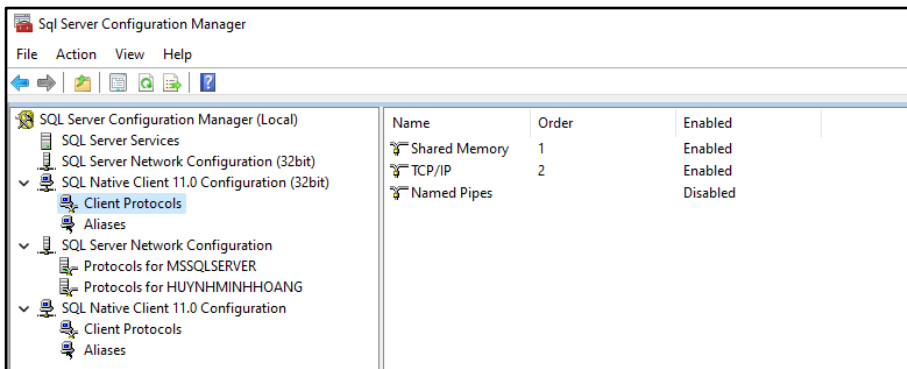 Sql Server Configuration Manager
File Action View Help
SQL Server Configuration Manager (Local)
SQL Server Services
SQL Server Network Configuration (32bit)
SQL Native Client 11.0 Configuration (32bit)
Client Protocols
Aliases
SQL Server Network Configuration
Protocols for MSSQLSERVER
Protocols for HUYNHMINHHOANG
SQL Native Client 11.0 Configuration
Client Protocols
Aliases
Name Order Enabled
Shared Memory 1 Enabled
TCP/IP 2 Enabled
Named Pipes Disabled